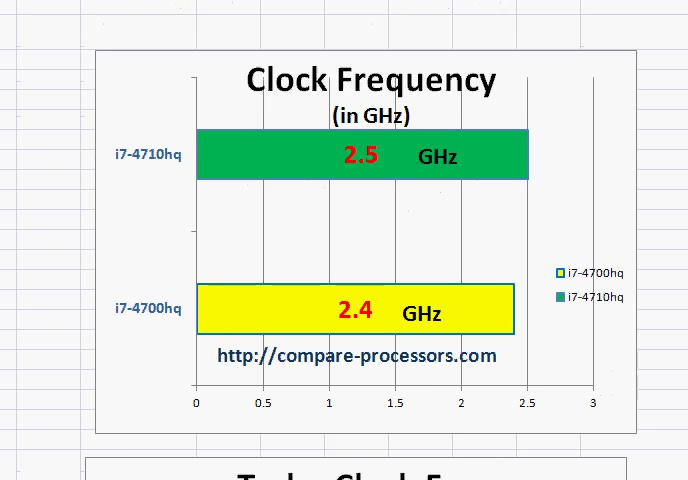 Clock Frequency
(in GHz)
i7-4710hq
2.5 GHz
i7-4700hq
i7-4710hq
i7-4700hq
2.4 GHz
http://compare-processors.com
0 0.5 1 1.5 2 2.5 3